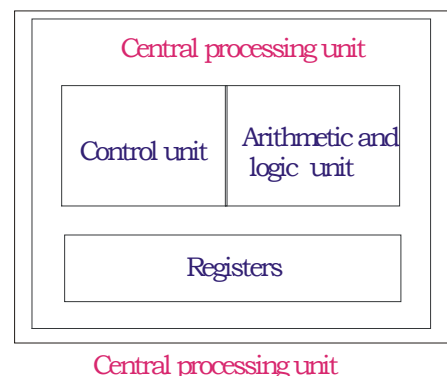 Central processing unit
Control unit
Arithmetic and
logic unit
Registers
Central processing unit